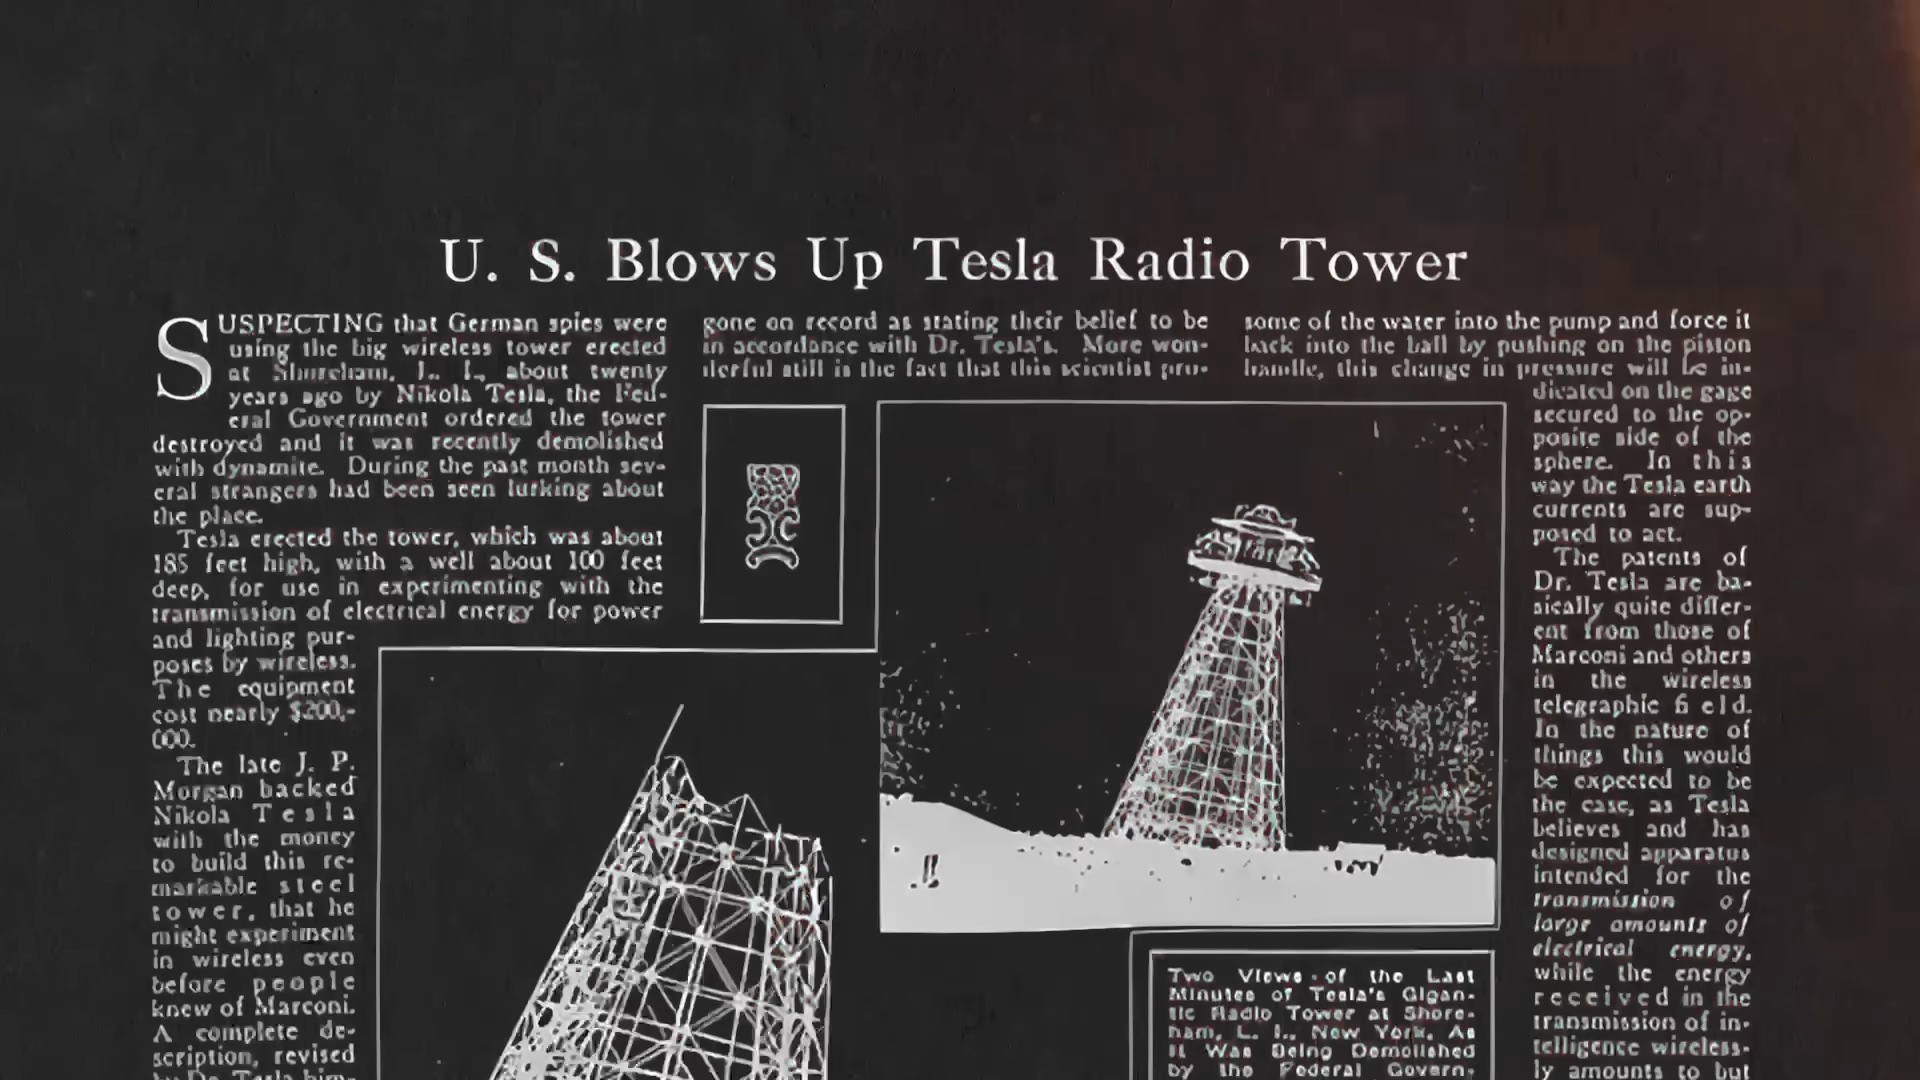 U. S. Blows Up Tesla Radio Tower
SUSPECTING that German spies were
using the big wireless tower erected
at Shoreham, L. I., about twenty
years ago by Nikola Tesla, the Fed-
eral Government ordered the tower
destroyed and it was recently demolished
with dynamite. During the past month sev-
eral strangers had been seen lurking about
the place.
Tesla erected the tower, which was about
185 feet high, with a well about 100 feet
deep, for use in experimenting with the
transmission of electrical energy for power
and lighting pur-
poses by wireless.
The equipment
cost nearly $200,-
000.
The late J. P.
Morgan backed
Nikola Tesla
with the money
to build this re-
markable steel
tower, that he
might experiment
in wireless even
before people
knew of Marconi.
A complete de-
scription, revised
by Dr. Tesla him-
gone on record as stating their belief to be
in accordance with Dr. Tesla's. More won-
derful still is the fact that this scientist pro-
some of the water into the pump and force it
back into the ball by pushing on the piston
handle, this change in pressure will be in-
dicated on the gage
secured to the op-
posite side of the
sphere. In this
way the Tesla earth
currents are sup-
posed to act.
The patents of
Dr. Tesla are ba-
sically quite differ-
ent from those of
Marconi and others
in the wireless
telegraphic field.
In the nature of
things this would
be expected to be
the case, as Tesla
believes and has
designed apparatus
intended for the
transmission of
large amounts of
electrical energy,
while the energy
received in the
transmission of in-
telligence wireless-
ly amounts to but
Two Views of the Last
Minutes of Tesla's Gigan-
tic Radio Tower at Shore-
ham, L. I., New York, As
It Was Being Demolished
by the Federal Govern-